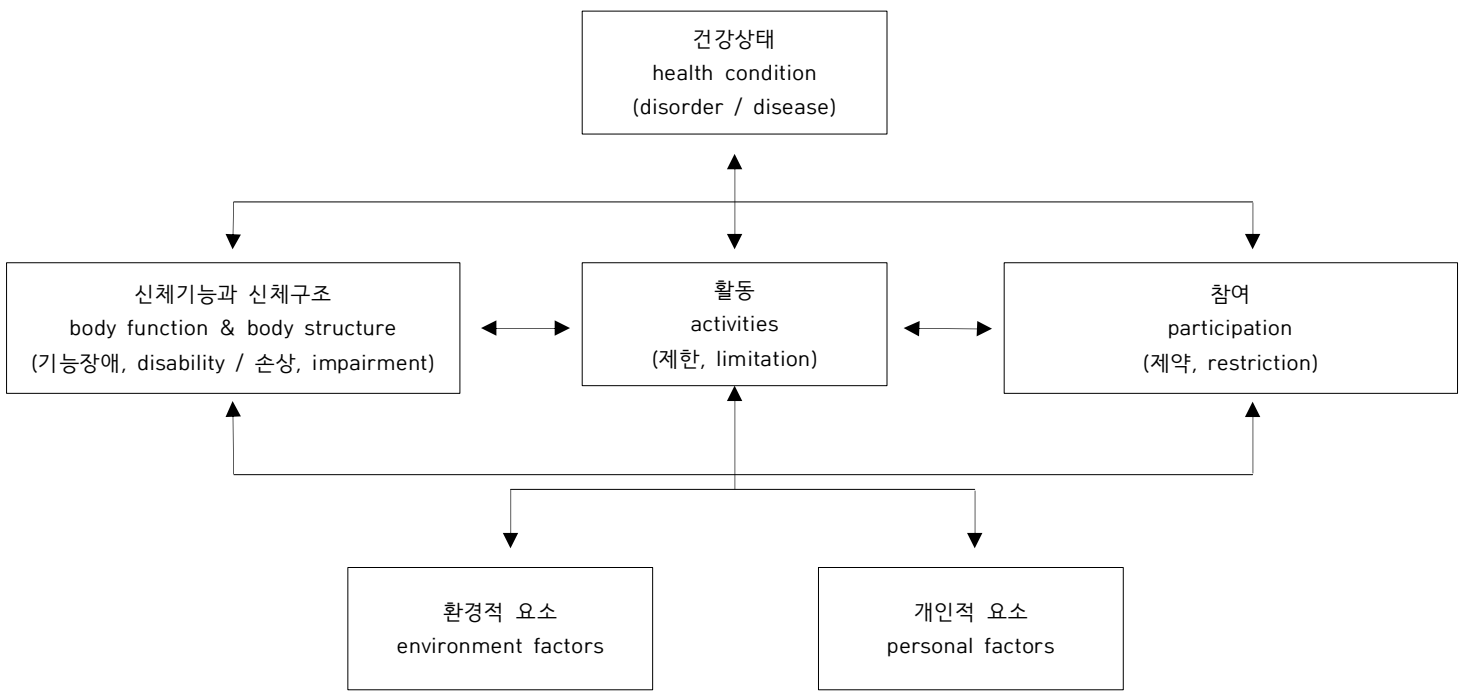 건강상태
health condition
(disorder / disease)
신체기능과 신체구조
body function & body structure
(기능장애, disability / 손상, impairment)
활동
activities
(제한, limitation)
참여
participation
(제약, restriction)
환경적 요소
environment factors
개인적 요소
personal factors